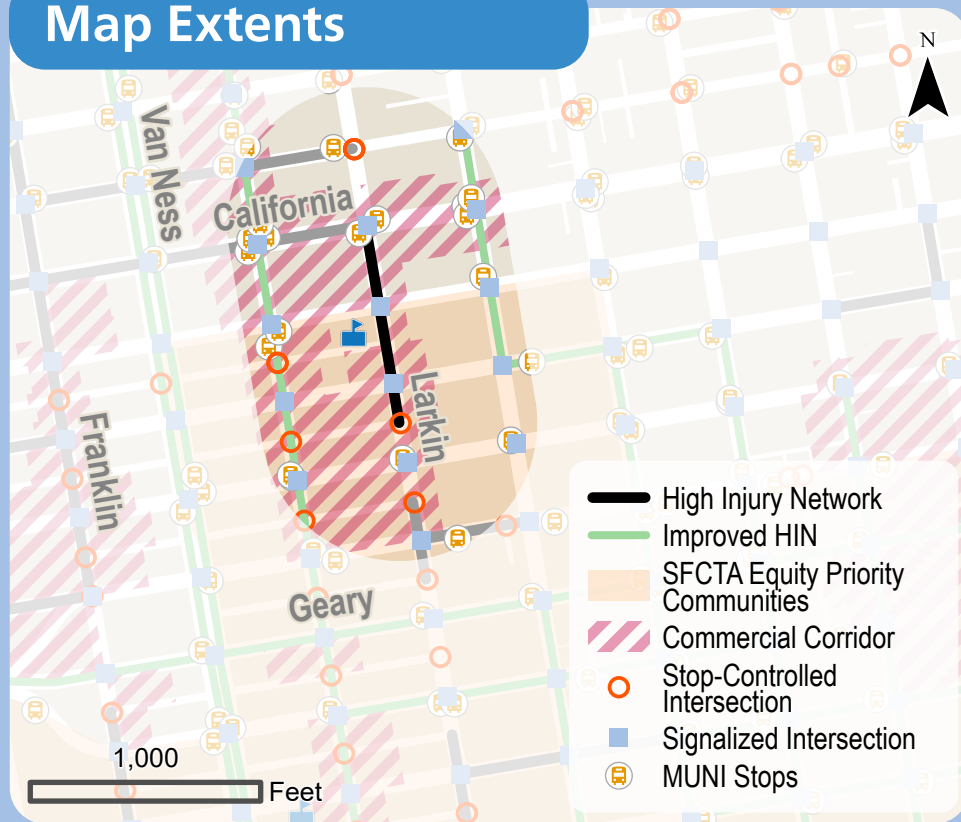 Map Extents
N
Van Ness
California
Larkin
Franklin
Geary
High Injury Network
Improved HIN
SFCTA Equity Priority
Communities
Commercial Corridor
Stop-Controlled
Intersection
Signalized Intersection
MUNI Stops
1,000
Feet